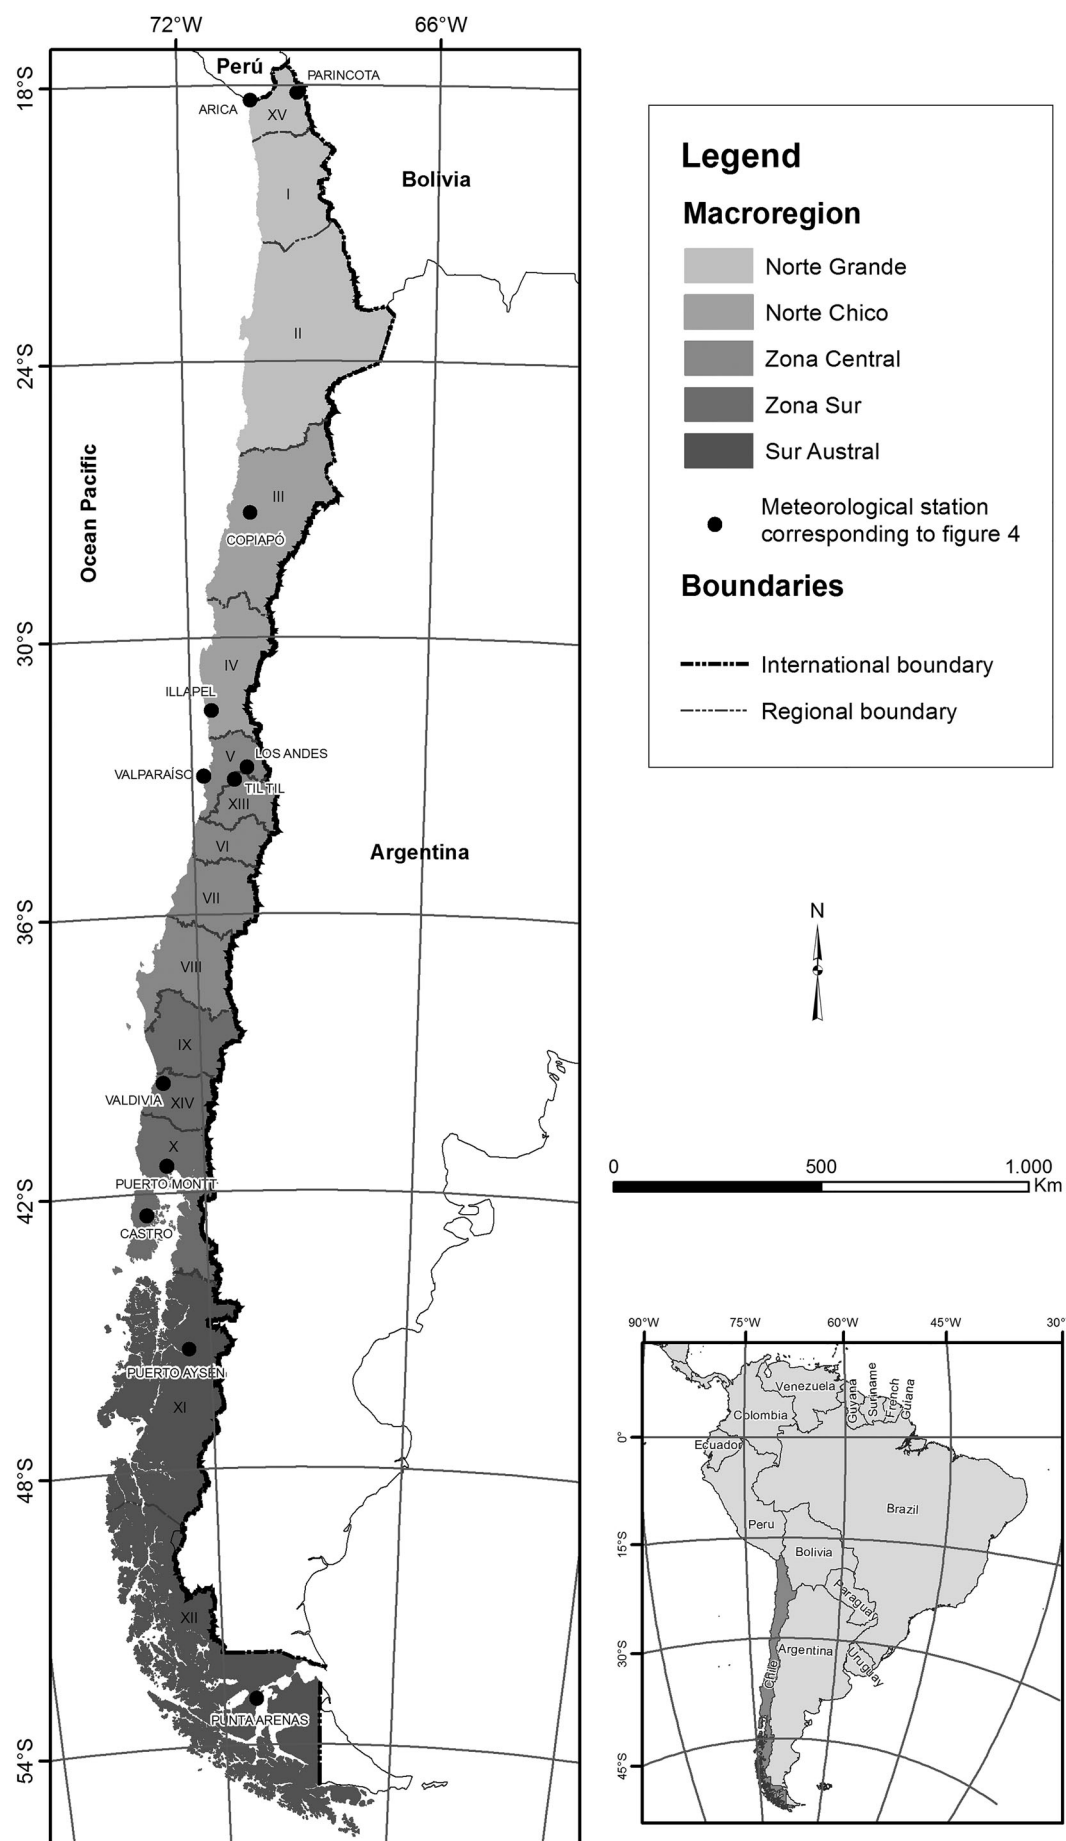 72°W
66°W
18°S
24°S
30°S
36°S
42°S
48°S
54°S
Ocean Pacific
Perú
PARINCOTA
ARICA
XV
Bolivia
I
II
III
COPIAPÓ
IV
ILLAPEL
V
LOS ANDES
VALPARAÍSO
TIL TIL
XIII
VI
Argentina
VII
VIII
IX
VALDIVIA
XIV
X
PUERTO MONTT
CASTRO
PUERTO AYSÉN
XI
XII
PUNTA ARENAS
Legend
Macroregion
Norte Grande
Norte Chico
Zona Central
Zona Sur
Sur Austral
Meteorological station
corresponding to figure 4
Boundaries
International boundary
Regional boundary
N
0
500
1.000
Km
90°W
75°W
60°W
45°W
30°
0°
15°S
30°S
45°S
Venezuela
Guyana
Suriname
French
Guiana
Colombia
Ecuador
Brazil
Peru
Bolivia
Paraguay
Argentina
Uruguay
Chile